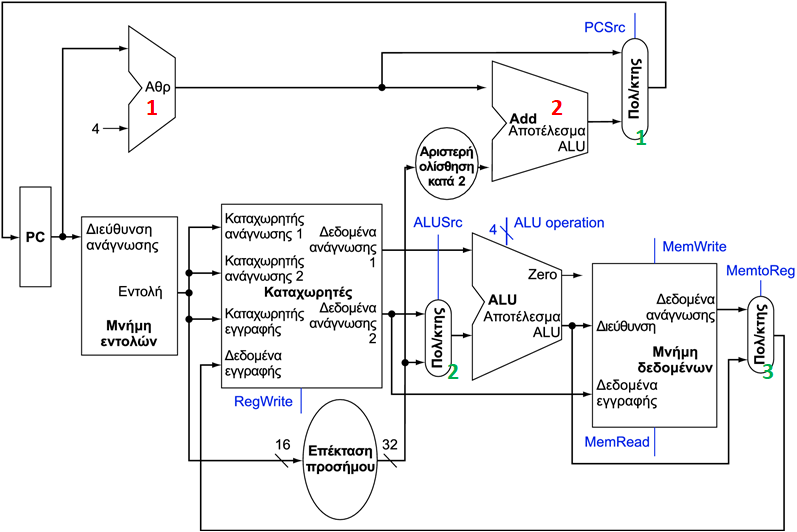 PCSrc
Αθρ
1
4
Add
2
Αποτέλεσμα
ALU
Πολ/κτης
1
Αριστερή
ολίσθηση
κατά 2
PC
Διεύθυνση
ανάγνωσης
Εντολή
Μνήμη
εντολών
Καταχωρητής
ανάγνωσης 1
Καταχωρητής
ανάγνωσης 2
Καταχωρητές
Καταχωρητής
εγγραφής
Δεδομένα
εγγραφής
Δεδομένα
ανάγνωσης
1
Δεδομένα
ανάγνωσης
2
RegWrite
ALUSrc
Πολ/κτης
2
4
ALU operation
Zero
ALU
Αποτέλεσμα
ALU
MemWrite
Διεύθυνση
Δεδομένα
ανάγνωσης
Μνήμη
δεδομένων
Δεδομένα
εγγραφής
MemRead
MemtoReg
Πολ/κτης
3
16
Επέκταση
προσήμου
32